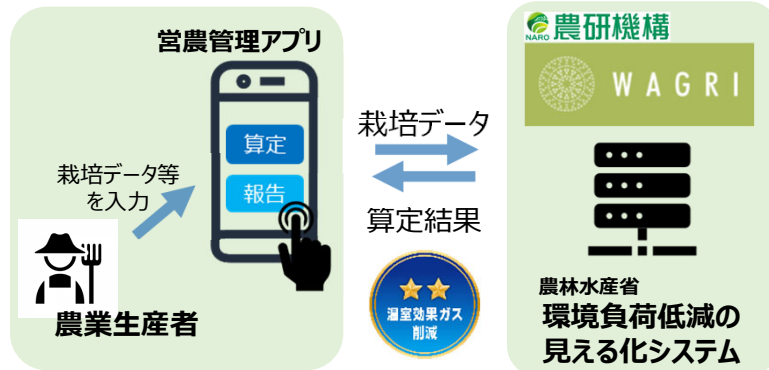 営農管理アプリ
算定
報告
栽培データ等
を入力
農業生産者
栽培データ
算定結果
温室効果ガス
削減
NARO
農研機構
WAGRI
農林水産省
環境負荷低減の
見える化システム